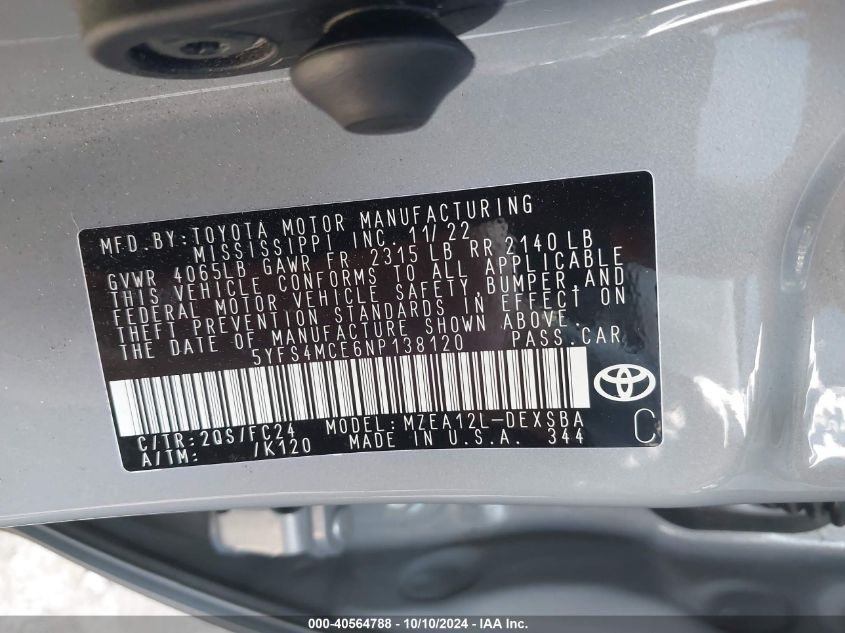 MFD. BY:TOYOTA MOTOR MANUFACTURING
MISSISSIPPI INC. 11/22
GVWR 4065LB GAWR FR 2315 LB RR 2140 LB
THIS VEHICLE CONFORMS TO ALL APPLICABLE
FEDERAL MOTOR VEHICLE SAFETY, BUMPER,AND
THEFT PREVENTION STANDARDS IN EFFECT ON
THE DATE OF MANUFACTURE SHOWN ABOVE.
5YFS4MCE6NP138120 PASS.CAR
C/TR:2QS/FC24 MODEL:MZEA12L-DEXSBA
A/TM: /K120 MADE IN U.S.A. 344
C
000-40564788 - 10/10/2024 - IAA Inc.